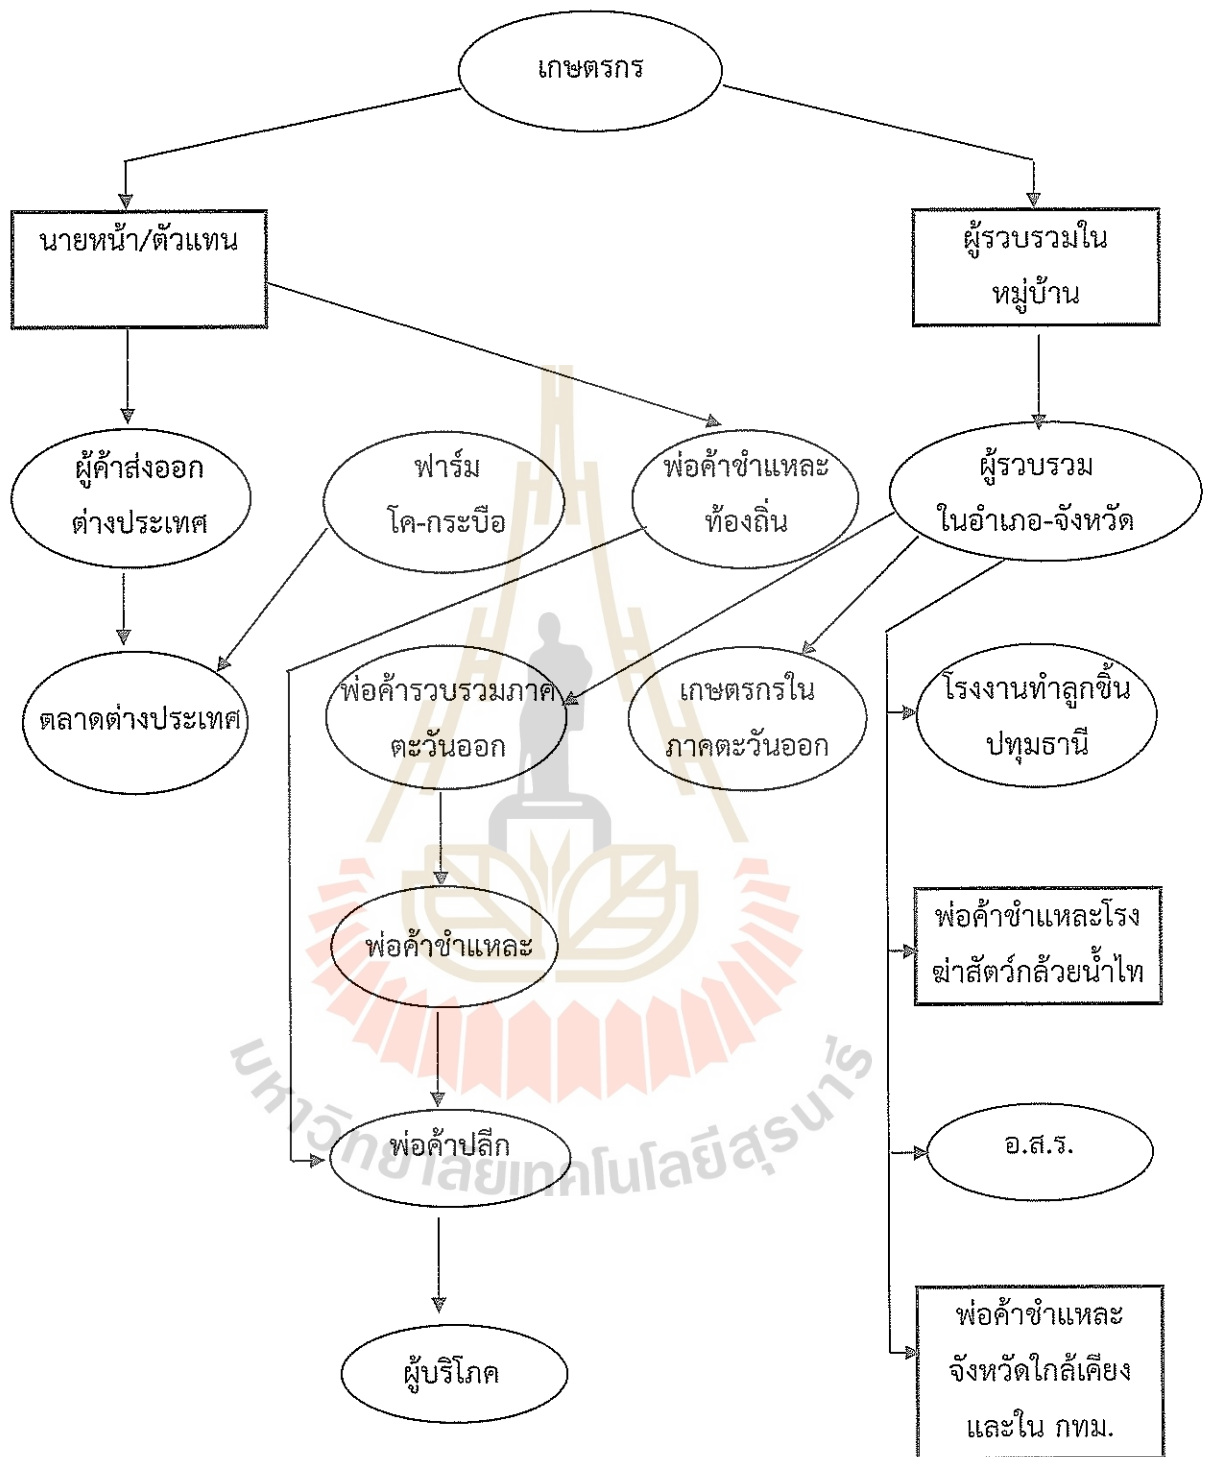 เกษตรกร
นายหน้า/ตัวแทน
ผู้รวบรวมใน
หมู่บ้าน
ผู้ค้าส่งออก
ต่างประเทศ
ฟาร์ม
โค-กระบือ
พ่อค้าชำแหละ
ท้องถิ่น
ผู้รวบรวม
ในอำเภอ-จังหวัด
ตลาดต่างประเทศ
พ่อค้ารวบรวมภาค
ตะวันออก
เกษตรกรใน
ภาคตะวันออก
โรงงานทำลูกชิ้น
ปทุมธานี
พ่อค้าชำแหละ
พ่อค้าชำแหละโรง
ฆ่าสัตว์กล้วยน้ำไท
พ่อค้าปลีก
อ.ส.ร.
ผู้บริโภค
พ่อค้าชำแหละ
จังหวัดใกล้เคียง
และใน กทม.
มหาวิทยาลัยเทคโนโลยีสุรนารี